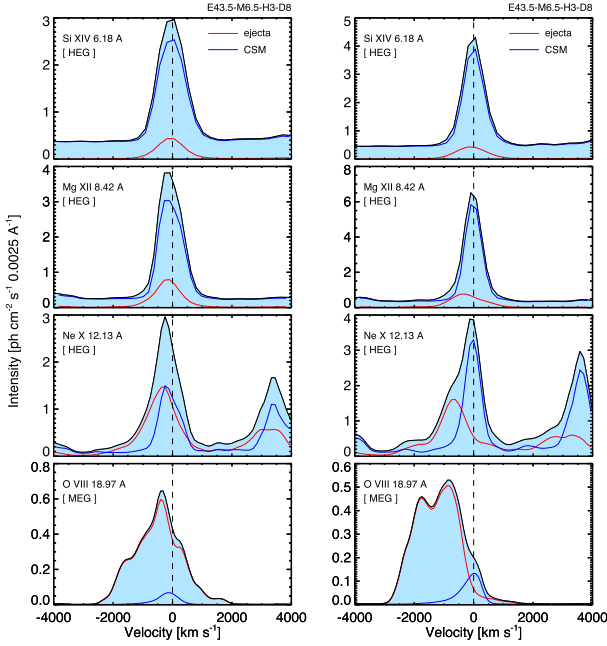 E43.5-M6.5-H3-D8
E43.5-M6.5-H3-D8
Si XIV 6.18 A
[ HEG ]
ejecta
CSM
3
2
1
0
Si XIV 6.18 A
[ HEG ]
ejecta
CSM
5
4
3
2
1
0
Mg XII 8.42 A
[ HEG ]
4
3
2
1
0
Mg XII 8.42 A
[ HEG ]
8
6
4
2
0
Ne X 12.13 A
[ HEG ]
3
2
1
0
Ne X 12.13 A
[ HEG ]
4
3
2
1
0
O VIII 18.97 A
[ MEG ]
0.8
0.6
0.4
0.2
0.0
O VIII 18.97 A
[ MEG ]
0.6
0.5
0.4
0.3
0.2
0.1
0.0
-4000 -2000 0 2000 4000
-4000 -2000 0 2000 4000
Velocity [km s⁻¹]
Velocity [km s⁻¹]
Intensity [ph cm⁻² s⁻¹ 0.0025 A⁻¹]